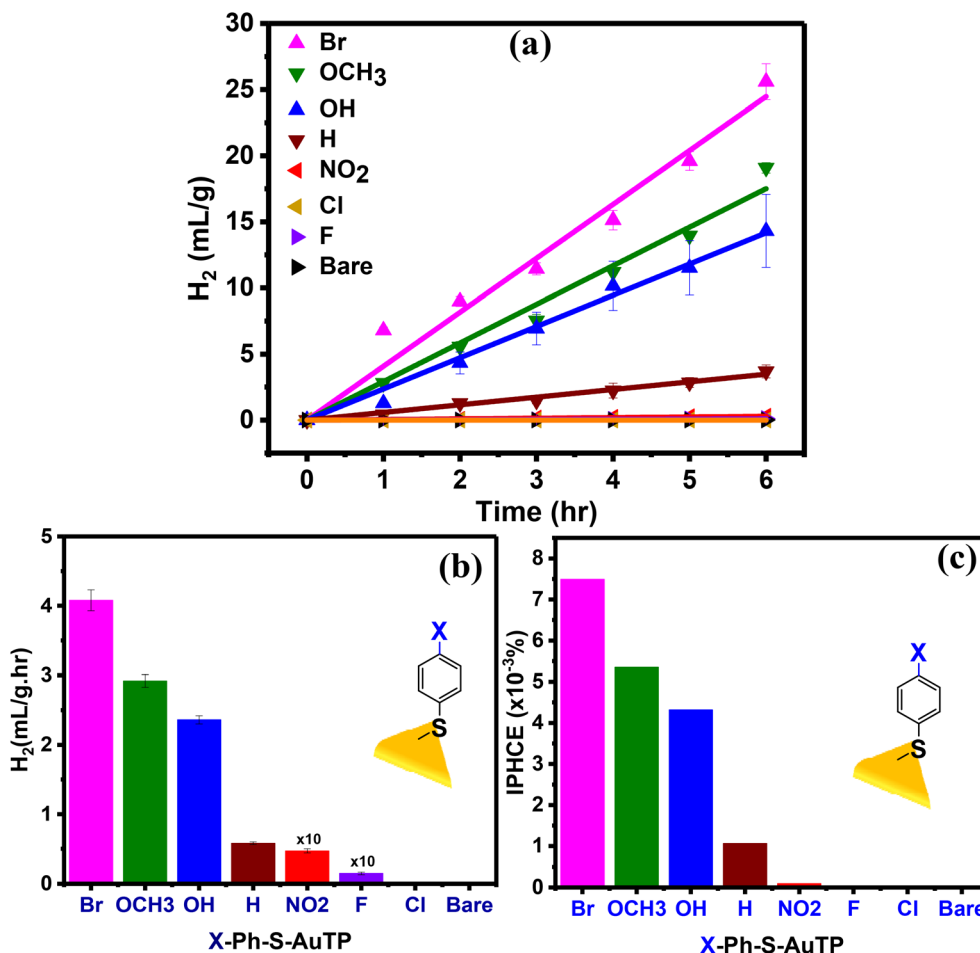 (a)
30
25
20
15
10
5
0
H₂ (mL/g)
Br
OCH₃
OH
H
NO₂
Cl
F
Bare
0 1 2 3 4 5 6
Time (hr)
(b)
5
4
3
2
1
0
H₂(mL/g.hr)
X
S
x10
x10
Br OCH3 OH H NO2 F Cl Bare
X-Ph-S-AuTP
(c)
8
7
6
5
4
3
2
1
0
IPHCE (x10⁻³%)
X
S
Br OCH3 OH H NO2 F Cl Bare
X-Ph-S-AuTP